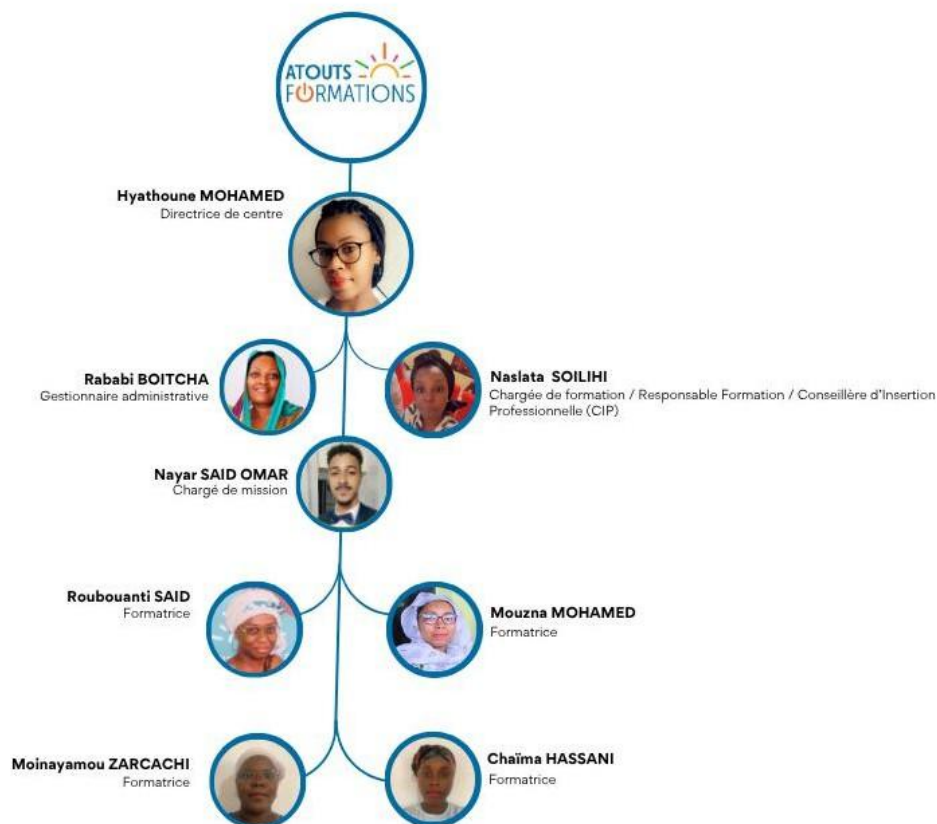 ATOUTS
FORMATIONS
Hyathoune MOHAMED
Directrice de centre
Rababi BOITCHA
Gestionnaire administrative
Naslata SOILIHI
Chargée de formation / Responsable Formation / Conseillère d'Insertion
Professionnelle (CIP)
Nayar SAID OMAR
Chargé de mission
Roubouanti SAID
Formatrice
Mouzna MOHAMED
Formatrice
Moinayamou ZARCACHI
Formatrice
Chaïma HASSANI
Formatrice